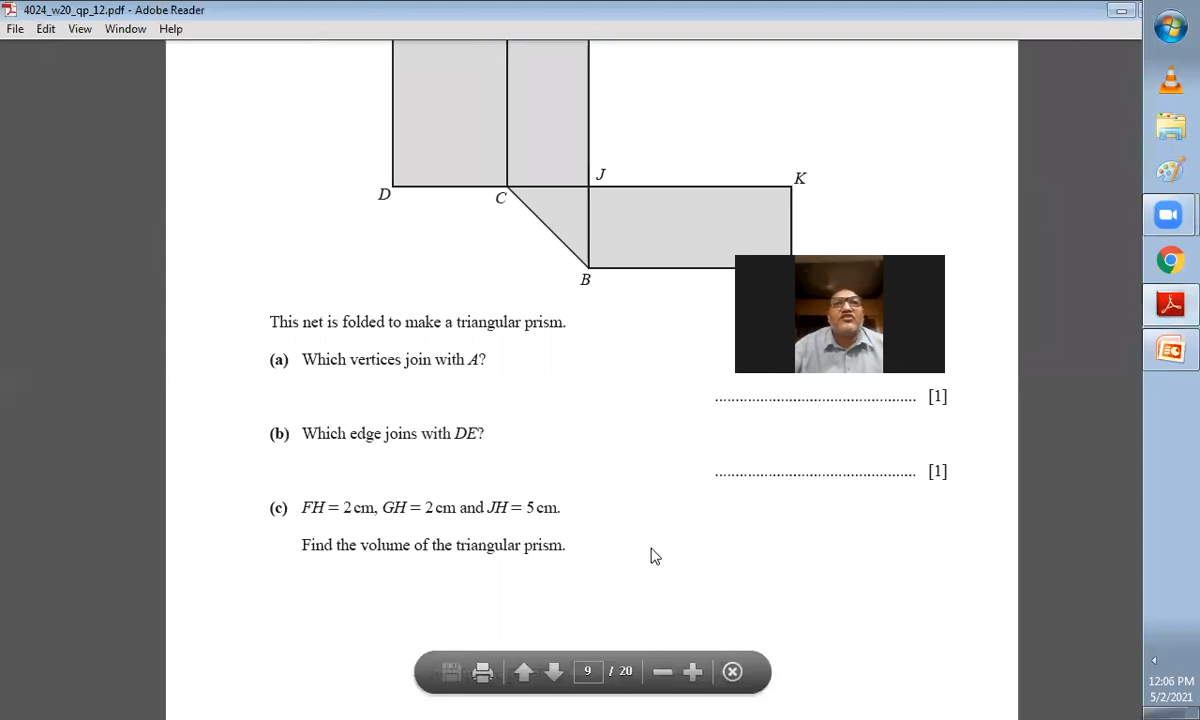 4024_w20_qp_12.pdf - Adobe Reader
File Edit View Window Help
J
K
D
C
B
This net is folded to make a triangular prism.
(a) Which vertices join with A?
.................................................. [1]
(b) Which edge joins with DE?
.................................................. [1]
(c) FH = 2 cm, GH = 2 cm and JH = 5 cm.
Find the volume of the triangular prism.
9 / 20
12:06 PM
5/2/2021